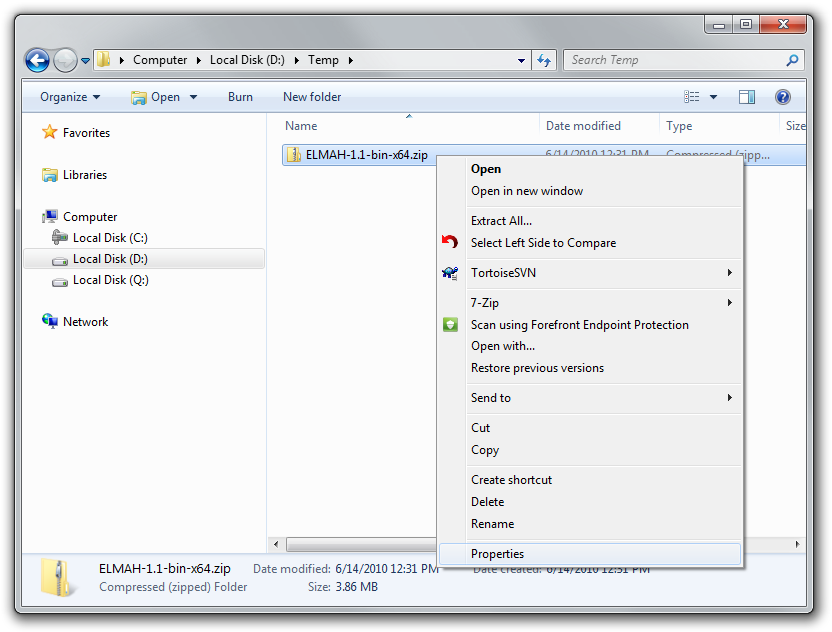 Computer Local Disk (D:) Temp
Search Temp
Organize Open Burn New folder
Name Date modified Type Size
Favorites
Libraries
Computer
Local Disk (C:)
Local Disk (D:)
Local Disk (Q:)
Network
ELMAH-1.1-bin-x64.zip 6/14/2010 12:31 PM Compressed (zipp...
Open
Open in new window
Extract All...
Select Left Side to Compare
TortoiseSVN
7-Zip
Scan using Forefront Endpoint Protection
Open with...
Restore previous versions
Send to
Cut
Copy
Create shortcut
Delete
Rename
Properties
ELMAH-1.1-bin-x64.zip Date modified: 6/14/2010 12:31 PM Date created: 6/14/2010 12:31 PM
Compressed (zipped) Folder Size: 3.86 MB